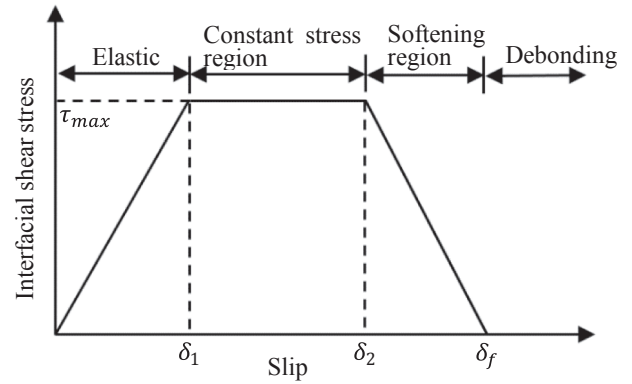 Elastic
Constant stress
region
Softening
region
Debonding
τ_max
Interfacial shear stress
δ_1
δ_2
δ_f
Slip